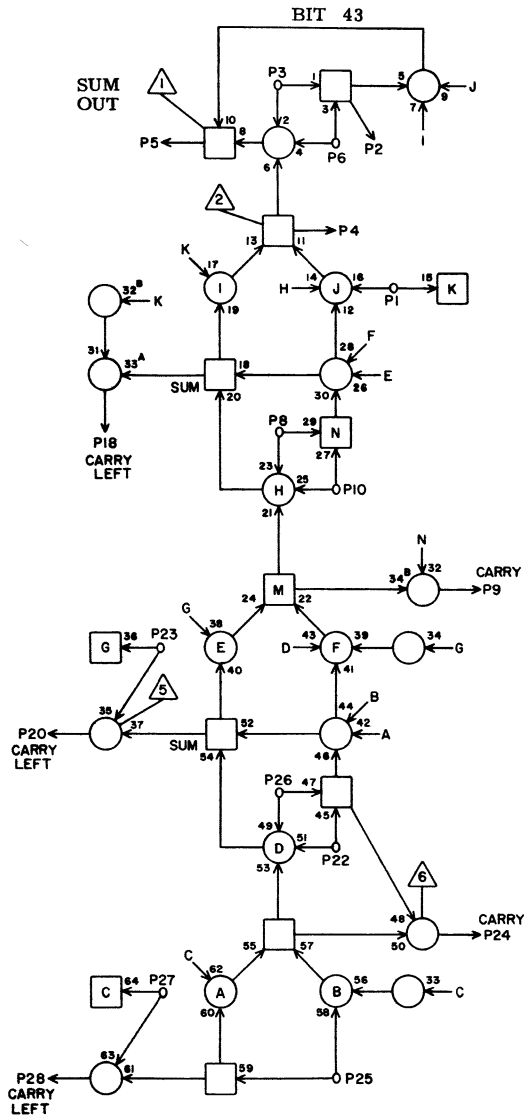 BIT 43
1
SUM
OUT
P3
1
5
J
9
7
I
10
8
2
4
6
3
P5
P6
P2
2
13
11
P4
K
17
I
19
H
14
J
16
12
P1
15
K
32B
K
31
33A
SUM
18
20
28
F
E
26
30
P18
CARRY
LEFT
P8
29
N
27
23
H
25
21
P10
N
M
34B
32
CARRY
P9
24
22
G
38
E
40
D
43
F
39
41
34
G
G
36
P23
5
35
37
P20
CARRY
LEFT
SUM
52
54
44
B
42
A
46
P26
47
45
49
D
51
53
P22
6
48
50
CARRY
P24
55
57
C
62
A
60
B
56
58
33
C
C
64
P27
63
61
P28
CARRY
LEFT
59
P25